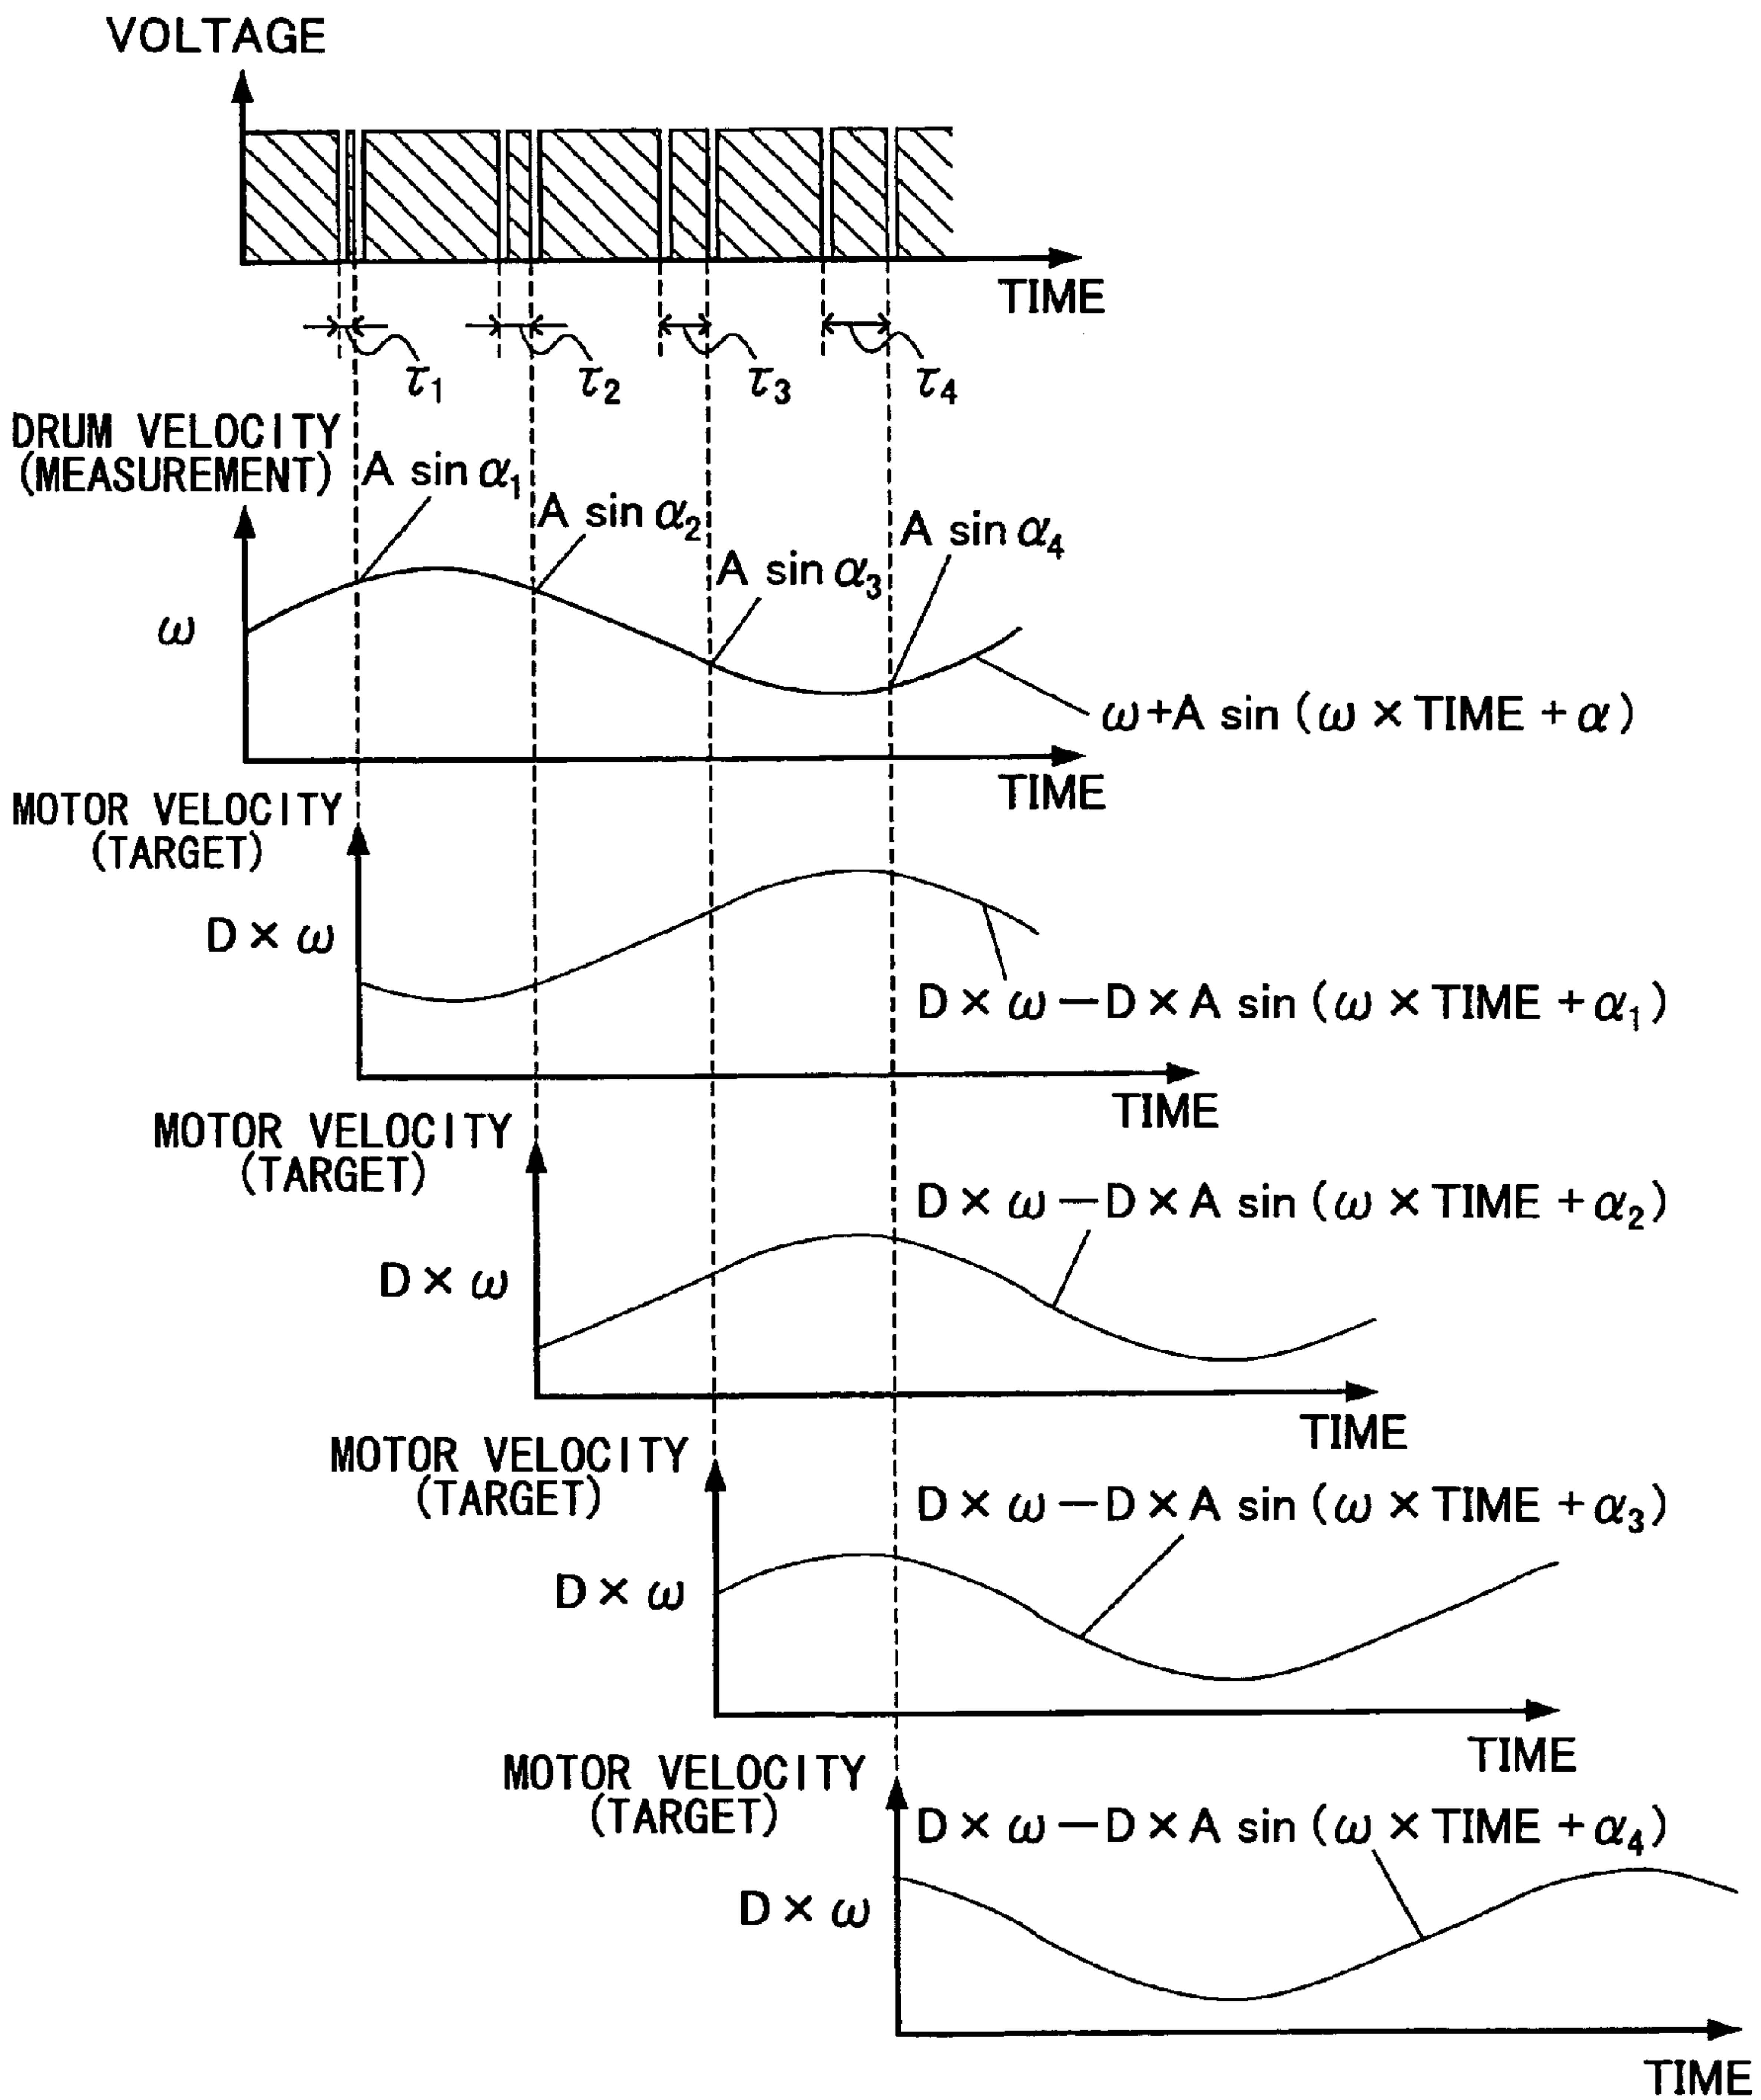 VOLTAGE
TIME
τ1
τ2
τ3
τ4
DRUM VELOCITY
(MEASUREMENT)
A sin α1
A sin α2
A sin α3
A sin α4
ω
ω+A sin (ω × TIME + α)
TIME
MOTOR VELOCITY
(TARGET)
D × ω
D × ω − D × A sin (ω × TIME + α1)
TIME
MOTOR VELOCITY
(TARGET)
D × ω − D × A sin (ω × TIME + α2)
D × ω
TIME
MOTOR VELOCITY
(TARGET)
D × ω − D × A sin (ω × TIME + α3)
D × ω
TIME
MOTOR VELOCITY
(TARGET)
D × ω − D × A sin (ω × TIME + α4)
D × ω
TIME